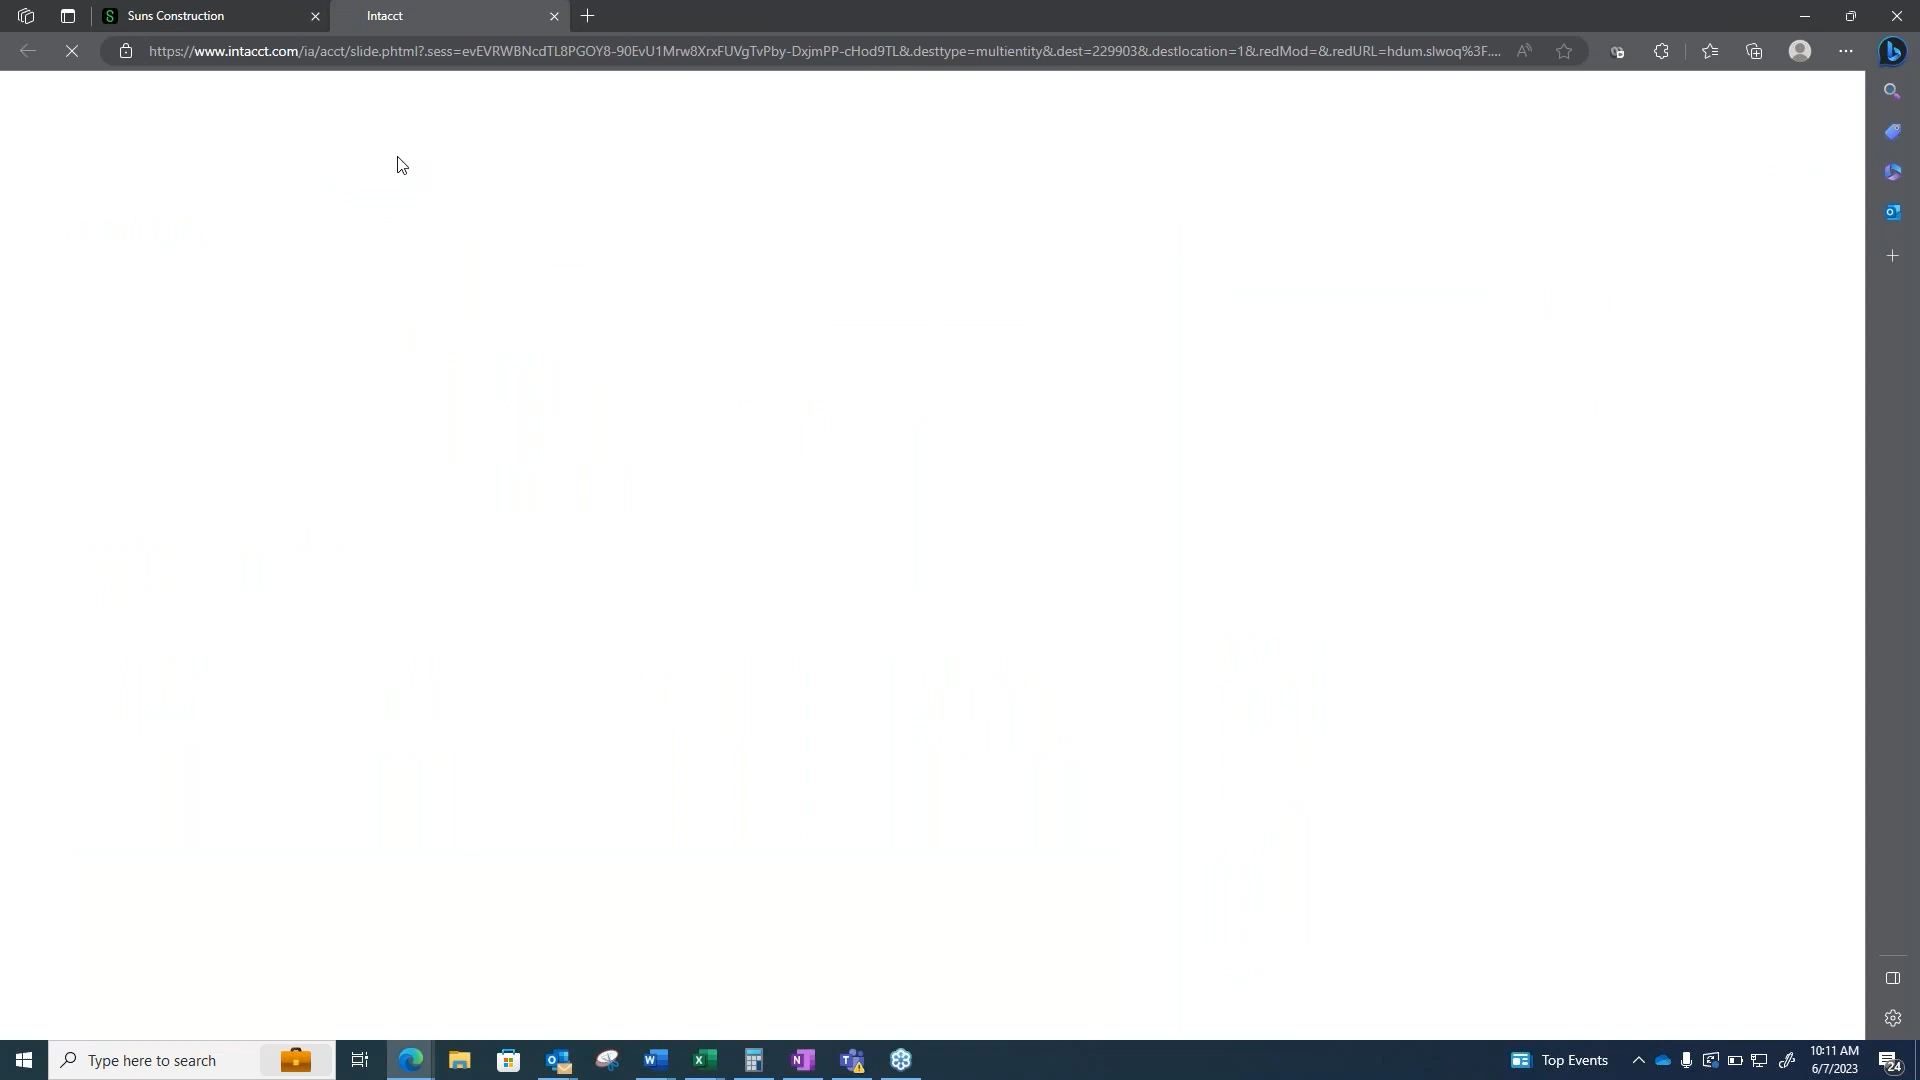 Suns Construction
Intacct
https://www.intacct.com/ia/acct/slide.phtml?.sess=evEVRWBNcdTL8PGOY8-90EvU1Mrw8XrxFUVgTvPby-DxjmPP-cHod9TL&.desttype=multientity&.dest=229903&.destlocation=1&.redMod=&.redURL=hdum.slwoq%3F....
Type here to search
Top Events
10:11 AM
6/7/2023
24